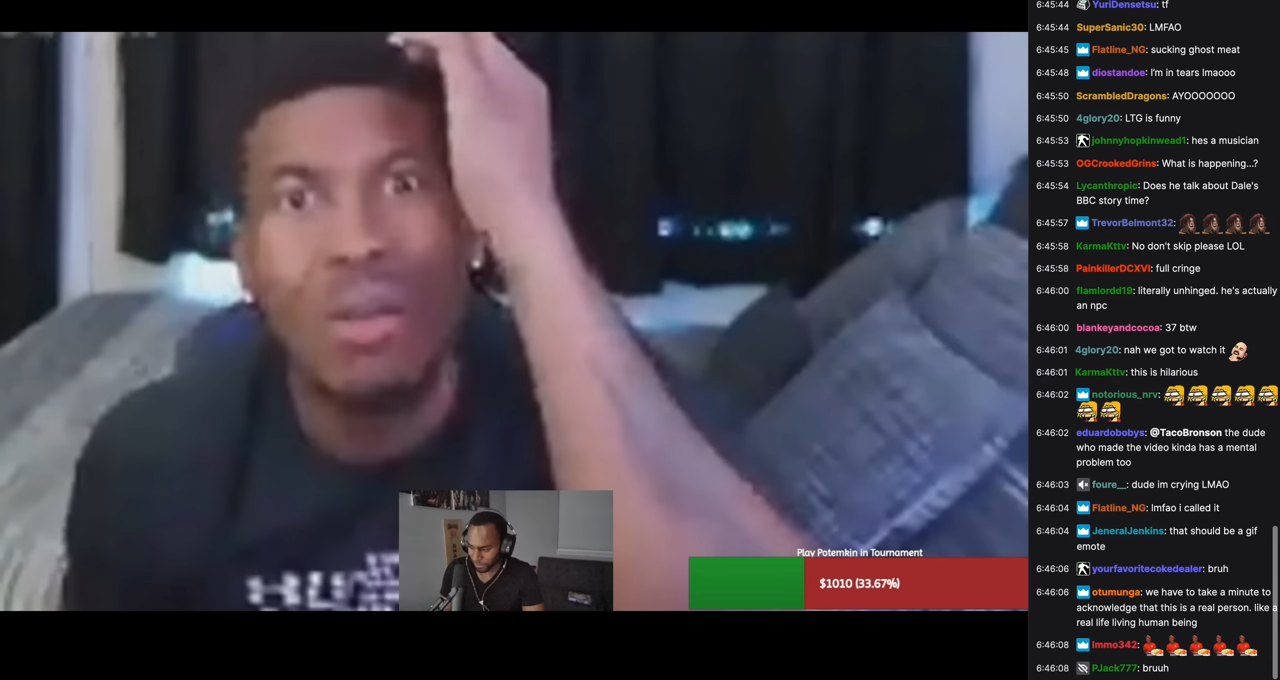 Play Potemkin in Tournament
$1010 (33.67%)
6:45:44 YuriDensetsu: tf
6:45:44 SuperSanic30: LMFAO
6:45:45 Flatline_NG: sucking ghost meat
6:45:48 diostandoe: I'm in tears lmaooo
6:45:50 ScrambledDragons: AYOOOOOOO
6:45:50 4glory20: LTG is funny
6:45:53 johnnyhopkinwead1: hes a musician
6:45:53 OGCrookedGrins: What is happening...?
6:45:54 Lycanthropic: Does he talk about Dale's
BBC story time?
6:45:57 TrevorBelmont32:
6:45:58 KarmaKttv: No don't skip please LOL
6:45:58 PainkillerDCXVI: full cringe
6:46:00 flamlordd19: literally unhinged. he's actually
an npc
6:46:00 blankeyandcocoa: 37 btw
6:46:01 4glory20: nah we got to watch it
6:46:01 KarmaKttv: this is hilarious
6:46:02 notorious_nrv:
6:46:02 eduardobobys: @TacoBronson the dude
who made the video kinda has a mental
problem too
6:46:03 foure__: dude im crying LMAO
6:46:04 Flatline_NG: lmfao i called it
6:46:04 JeneralJenkins: that should be a gif
emote
6:46:06 yourfavoritecokedealer: bruh
6:46:06 otumunga: we have to take a minute to
acknowledge that this is a real person. like a
real life living human being
6:46:08 Immo342:
6:46:08 PJack777: bruuh